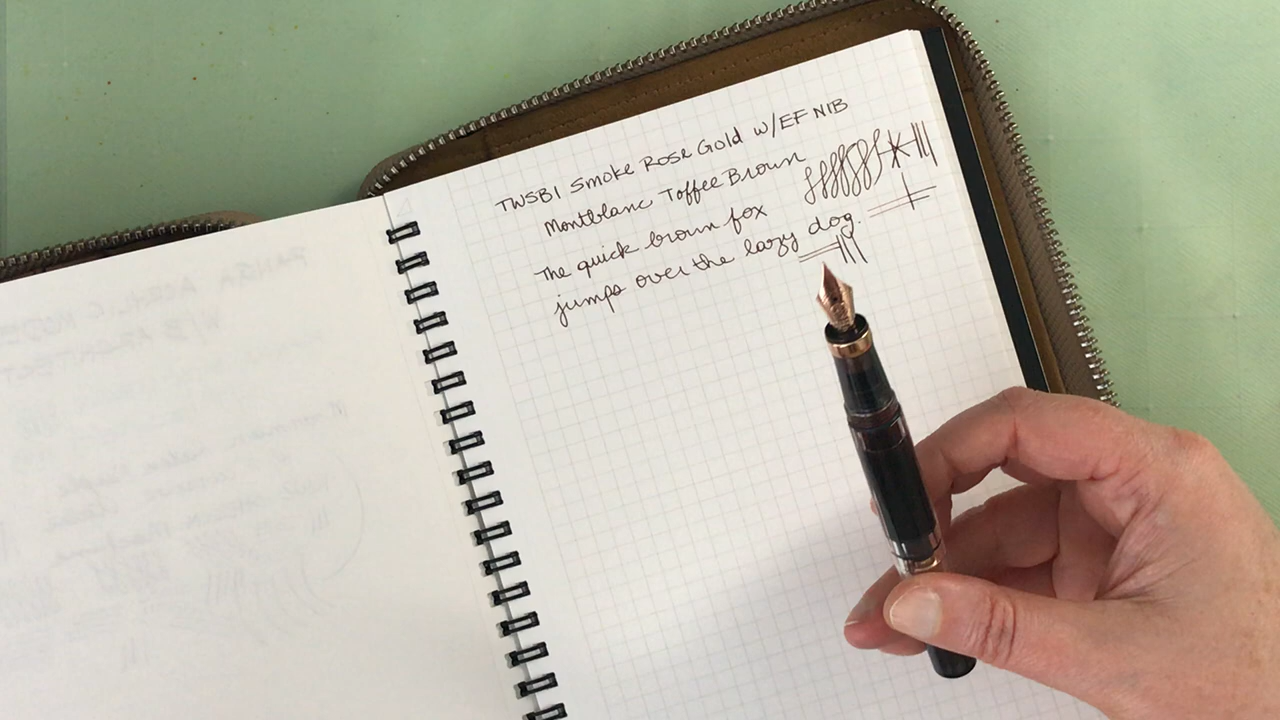 TWSBI Smoke Rose Gold w/EF NIB
Montblanc Toffee Brown
The quick brown fox
jumps over the lazy dog.